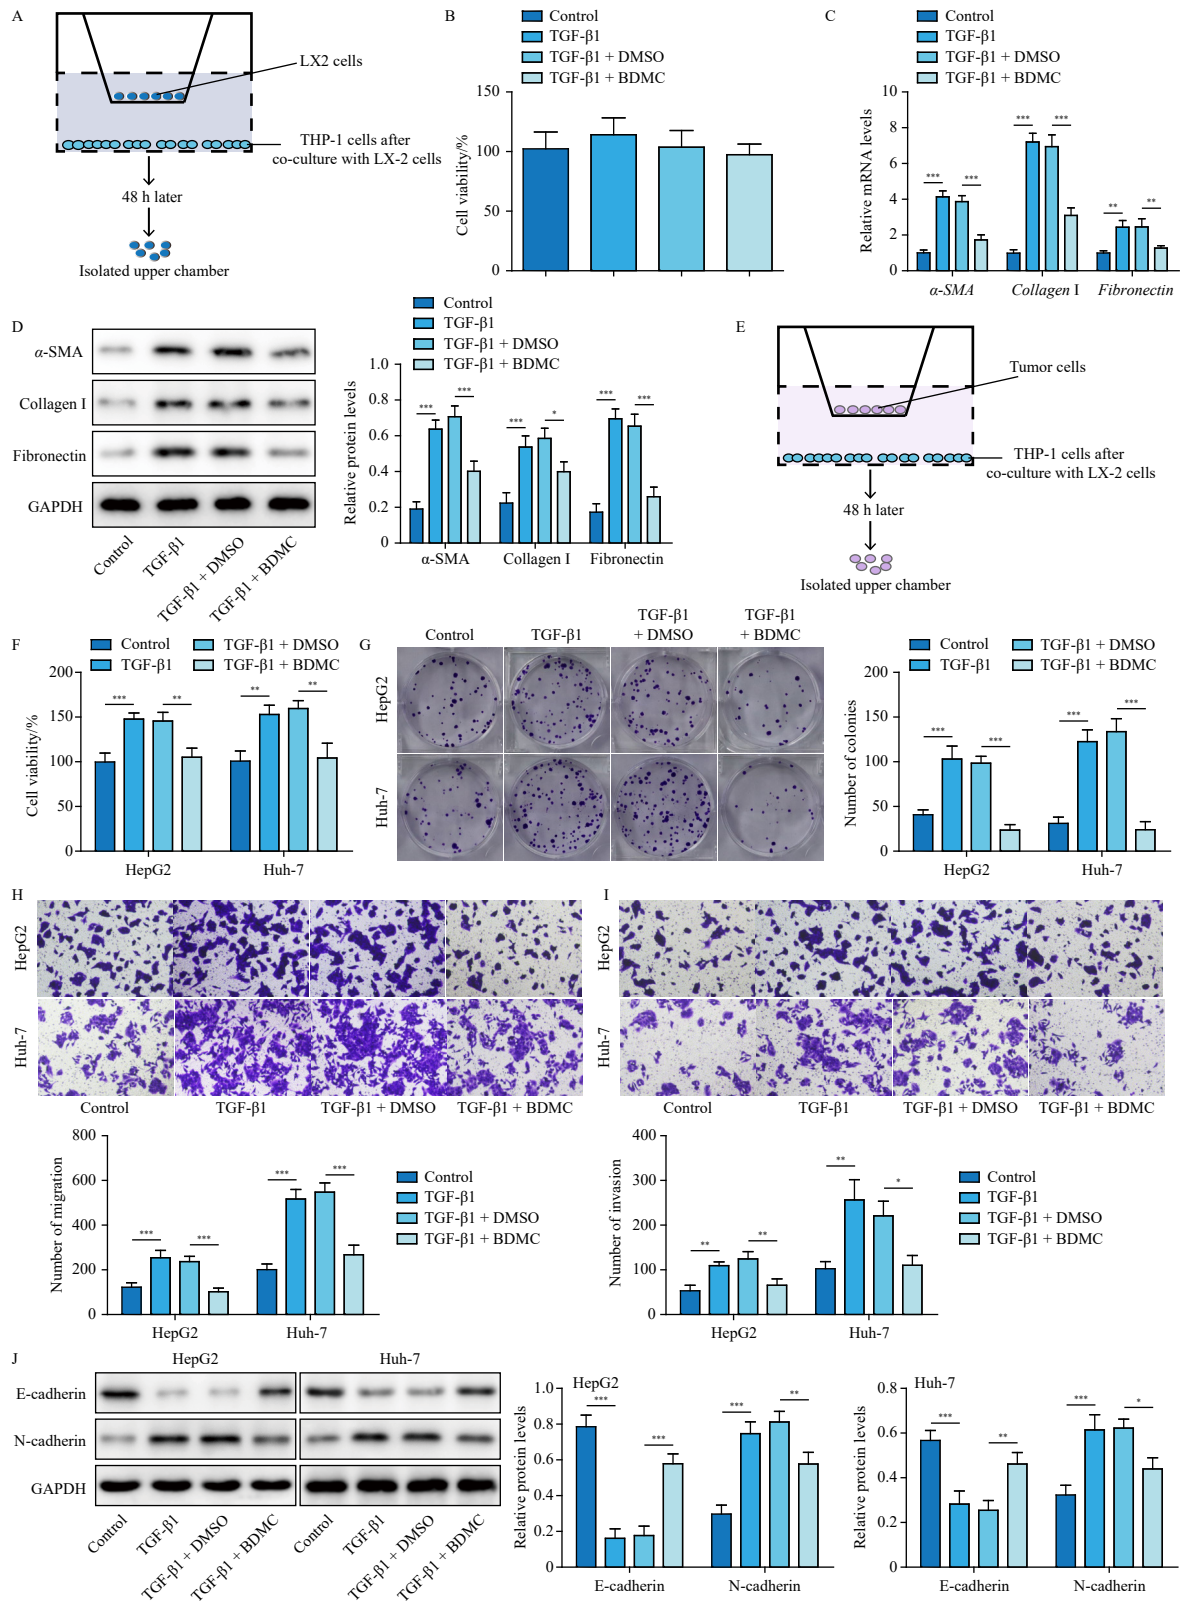 A
LX2 cells
THP-1 cells after
co-culture with LX-2 cells
48 h later
Isolated upper chamber
B
Control
TGF-β1
TGF-β1 + DMSO
TGF-β1 + BDMC
Cell viability/%
150
100
50
0
C
Control
TGF-β1
TGF-β1 + DMSO
TGF-β1 + BDMC
Relative mRNA levels
10
8
6
4
2
0
***
***
***
***
**
**
α-SMA
Collagen I
Fibronectin
D
α-SMA
Collagen I
Fibronectin
GAPDH
Control
TGF-β1
TGF-β1 + DMSO
TGF-β1 + BDMC
Control
TGF-β1
TGF-β1 + DMSO
TGF-β1 + BDMC
Relative protein levels
1.0
0.8
0.6
0.4
0.2
0
***
***
***
*
***
***
α-SMA
Collagen I
Fibronectin
E
Tumor cells
THP-1 cells after
co-culture with LX-2 cells
48 h later
Isolated upper chamber
F
Control
TGF-β1
TGF-β1 + DMSO
TGF-β1 + BDMC
Cell viability/%
200
150
100
50
0
***
**
**
**
HepG2
Huh-7
G
Control
TGF-β1
TGF-β1
+ DMSO
TGF-β1
+ BDMC
HepG2
Huh-7
Control
TGF-β1
TGF-β1 + DMSO
TGF-β1 + BDMC
Number of colonies
200
150
100
50
0
***
***
***
***
HepG2
Huh-7
H
HepG2
Huh-7
Control
TGF-β1
TGF-β1 + DMSO
TGF-β1 + BDMC
Number of migration
800
600
400
200
0
***
***
***
***
HepG2
Huh-7
Control
TGF-β1
TGF-β1 + DMSO
TGF-β1 + BDMC
I
HepG2
Huh-7
Control
TGF-β1
TGF-β1 + DMSO
TGF-β1 + BDMC
Number of invasion
400
300
200
100
0
**
**
**
*
HepG2
Huh-7
Control
TGF-β1
TGF-β1 + DMSO
TGF-β1 + BDMC
J
HepG2
Huh-7
E-cadherin
N-cadherin
GAPDH
Control
TGF-β1
TGF-β1 + DMSO
TGF-β1 + BDMC
Control
TGF-β1
TGF-β1 + DMSO
TGF-β1 + BDMC
HepG2
Relative protein levels
1.0
0.8
0.6
0.4
0.2
0
***
***
***
**
E-cadherin
N-cadherin
Huh-7
Relative protein levels
0.8
0.6
0.4
0.2
0
***
**
***
*
E-cadherin
N-cadherin